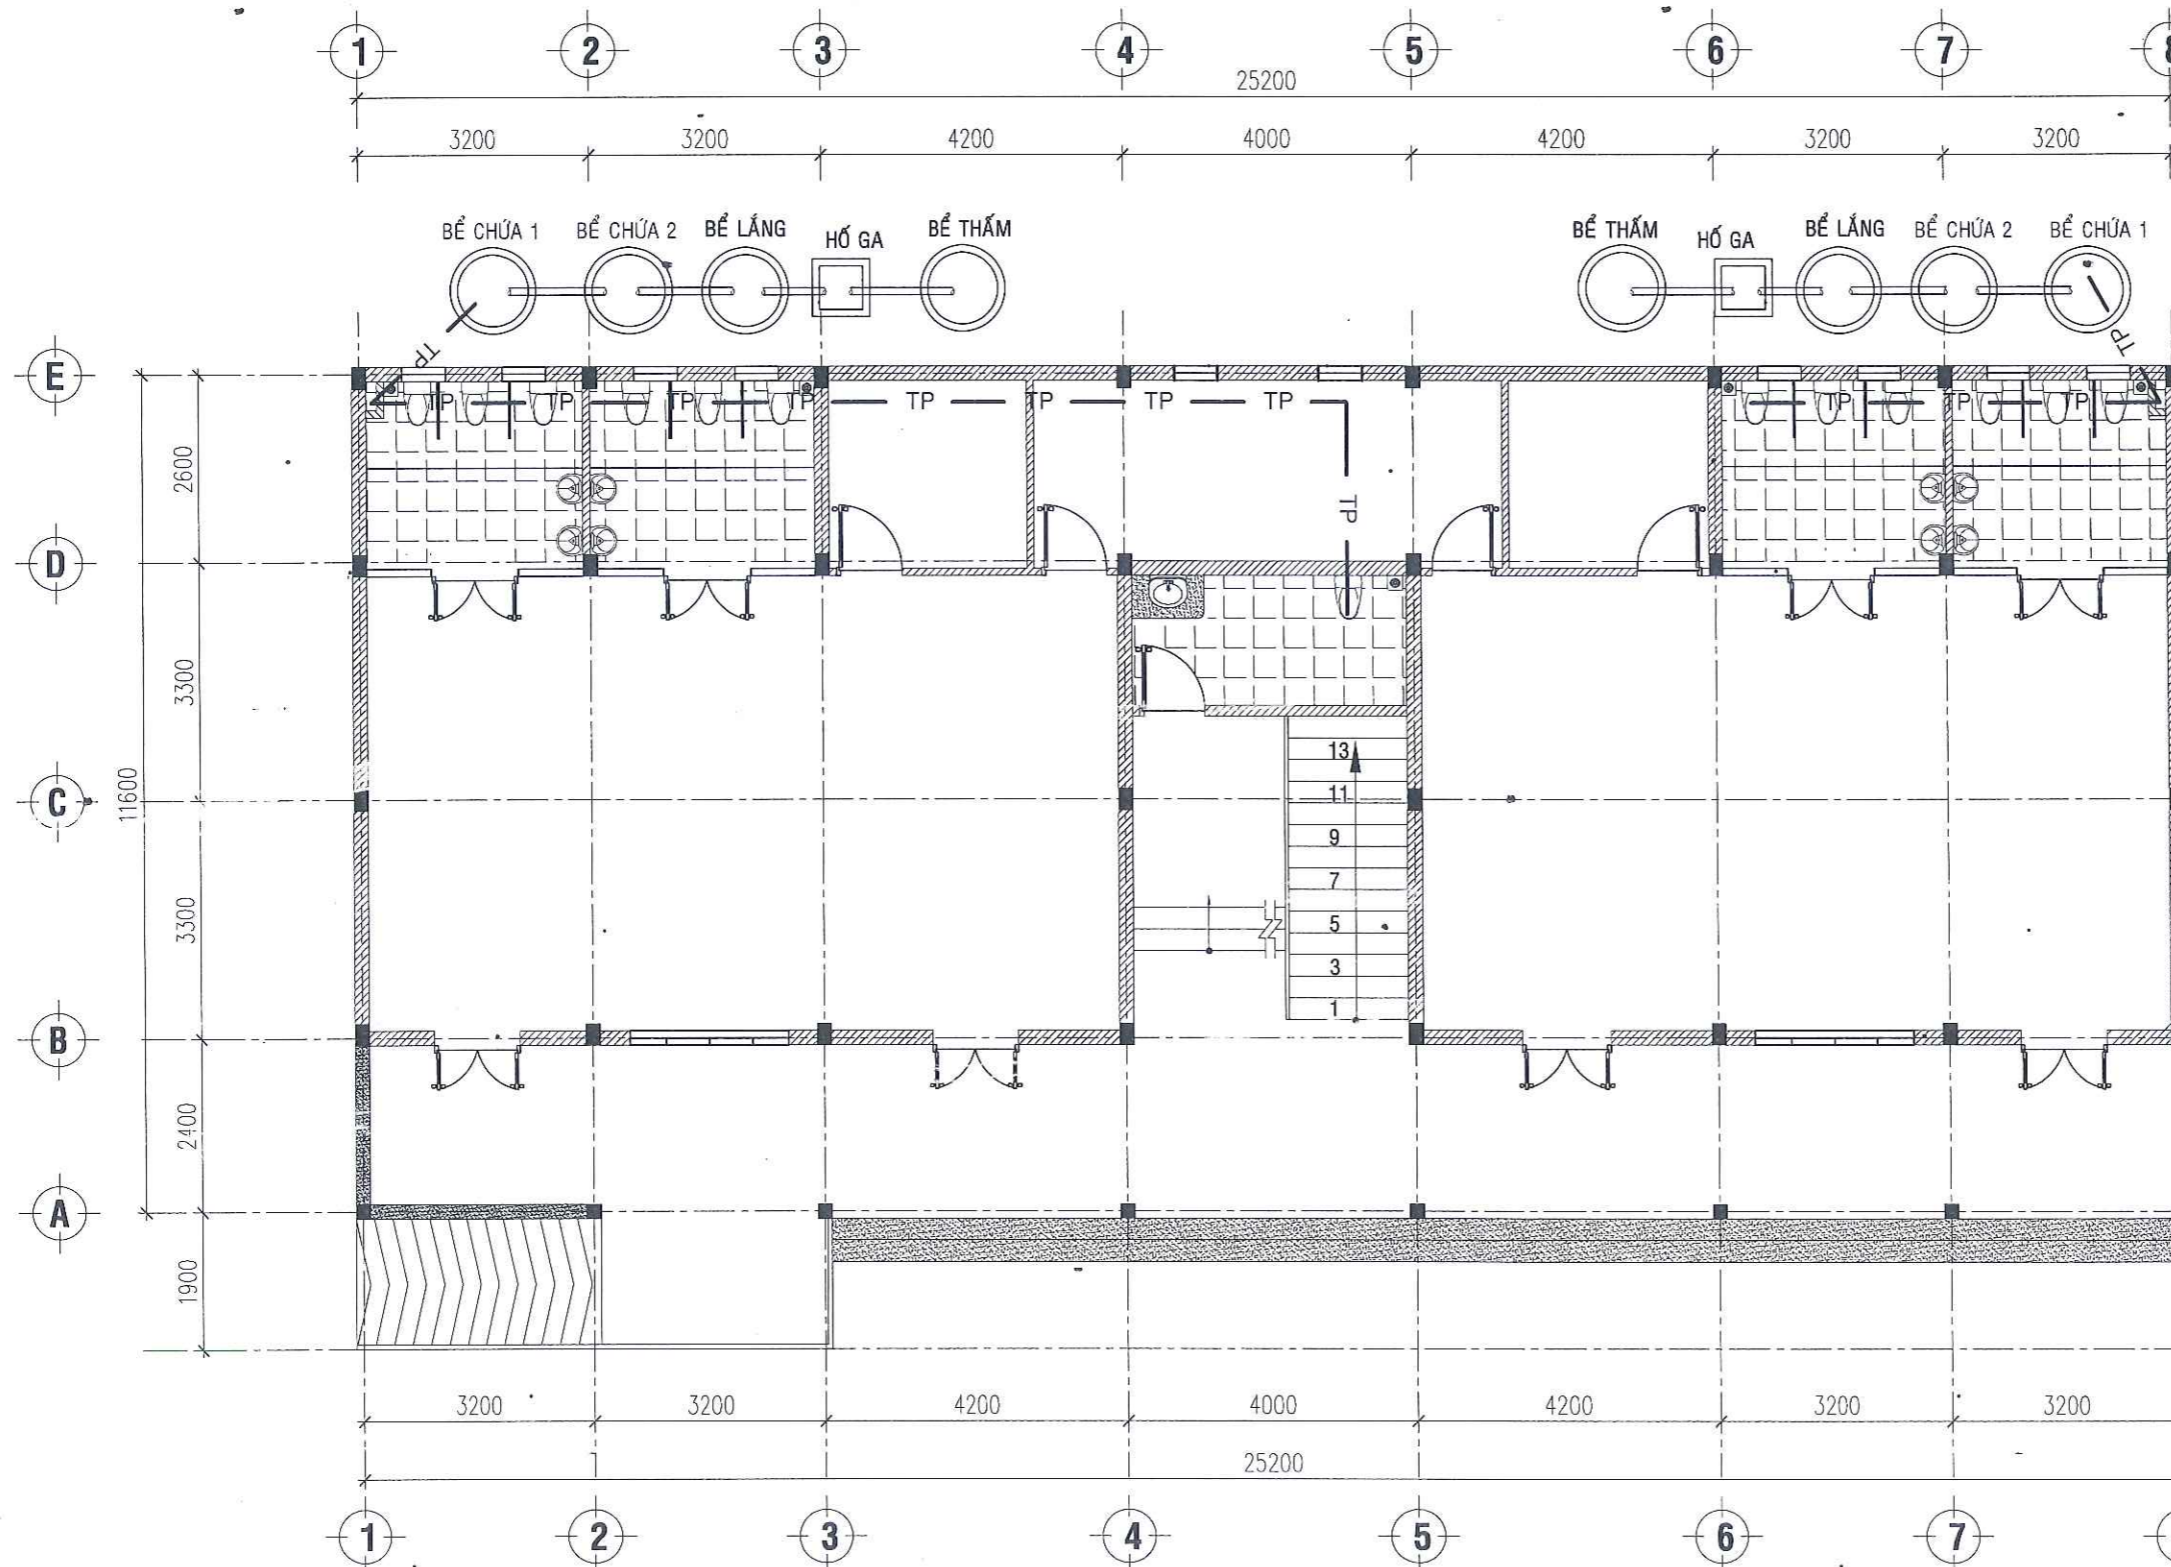 1 2 3 4 5 6 7 8
25200
3200 3200 4200 4000 4200 3200 3200
BỂ CHỨA 1 BỂ CHỨA 2 BỂ LẮNG HỐ GA BỂ THẤM BỂ THẤM HỐ GA BỂ LẮNG BỂ CHỨA 2 BỂ CHỨA 1
TP TP
E
TP TP TP TP TP TP TP TP TP TP TP
2600
TP
D
3300
13
C
11600
11
9
7
3300
5
3
1
B
2400
A
1900
3200 3200 4200 4000 4200 3200 3200
25200
1 2 3 4 5 6 7